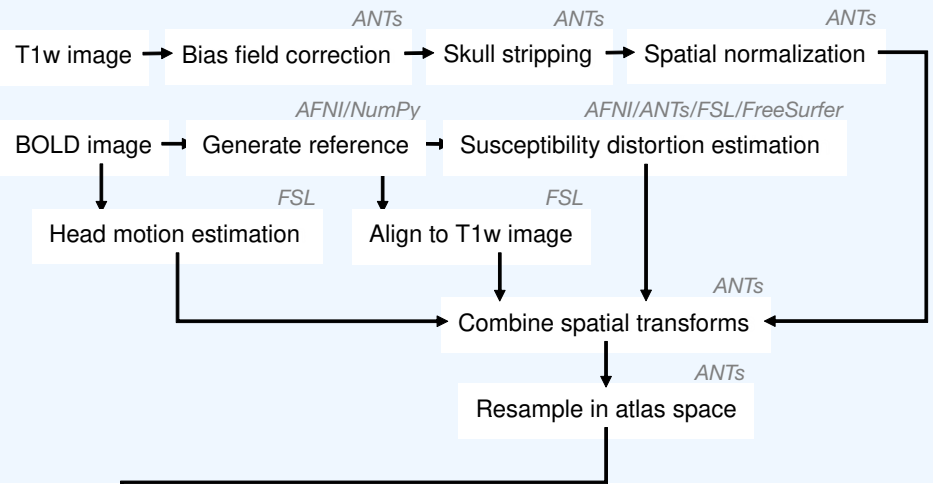 ANTs ANTs ANTs
T1w image Bias field correction Skull stripping Spatial normalization
AFNI/NumPy AFNI/ANTs/FSL/FreeSurfer
BOLD image Generate reference Susceptibility distortion estimation
FSL FSL
Head motion estimation Align to T1w image
ANTs
Combine spatial transforms
ANTs
Resample in atlas space